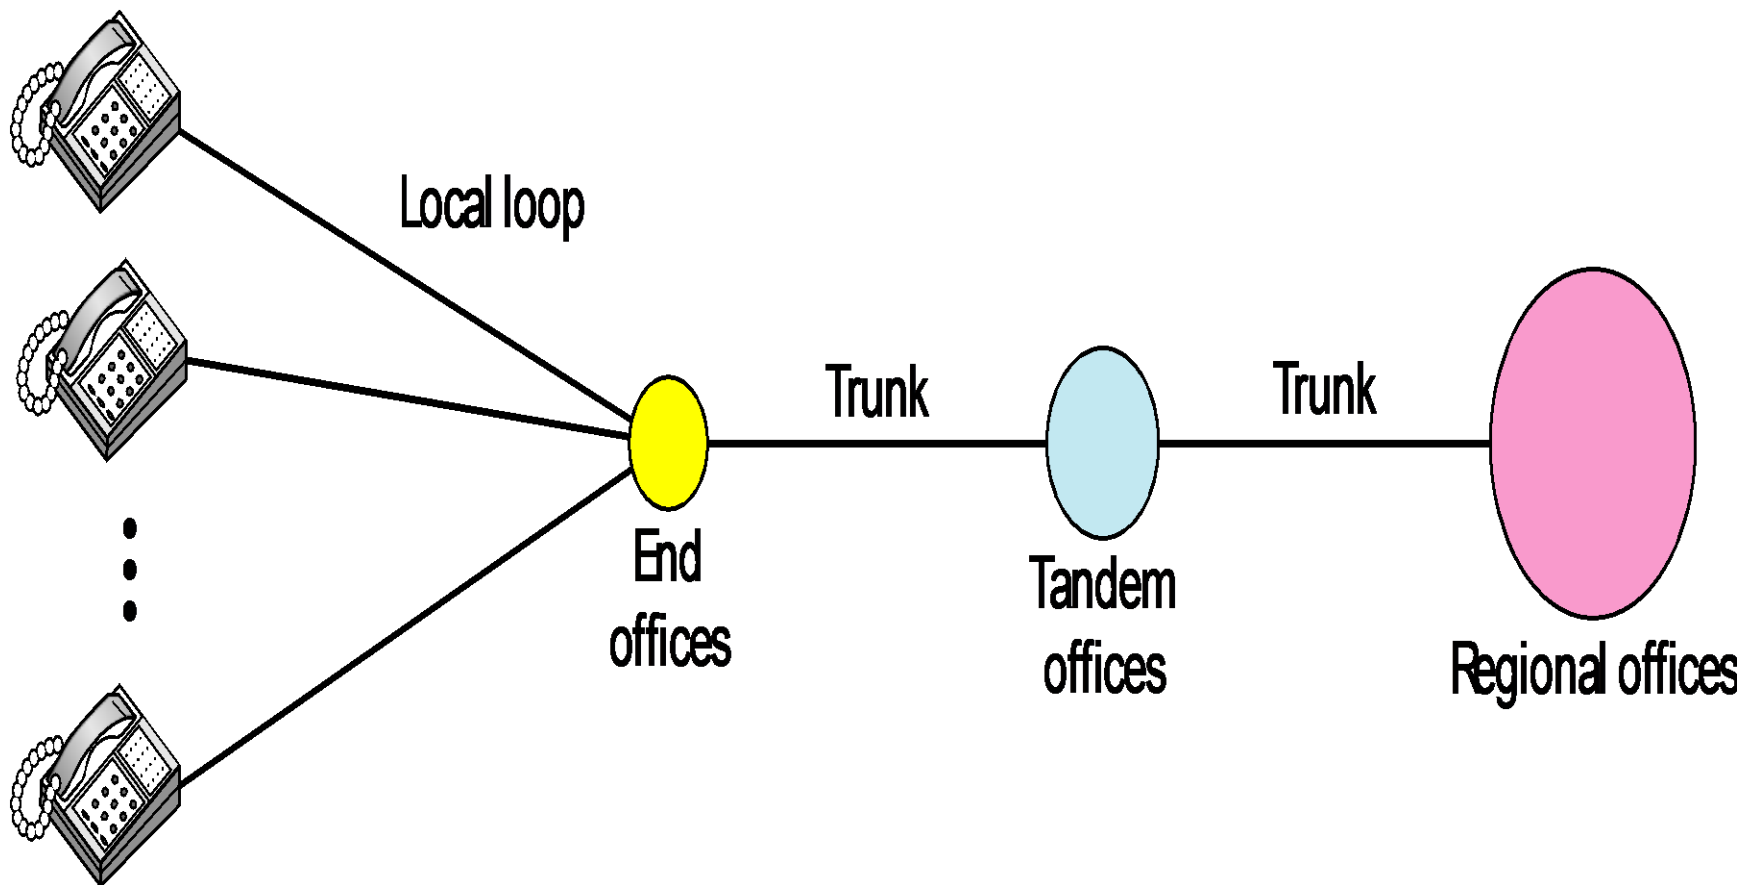 Local loop
Trunk
Trunk
End
offices
Tandem
offices
Regional offices